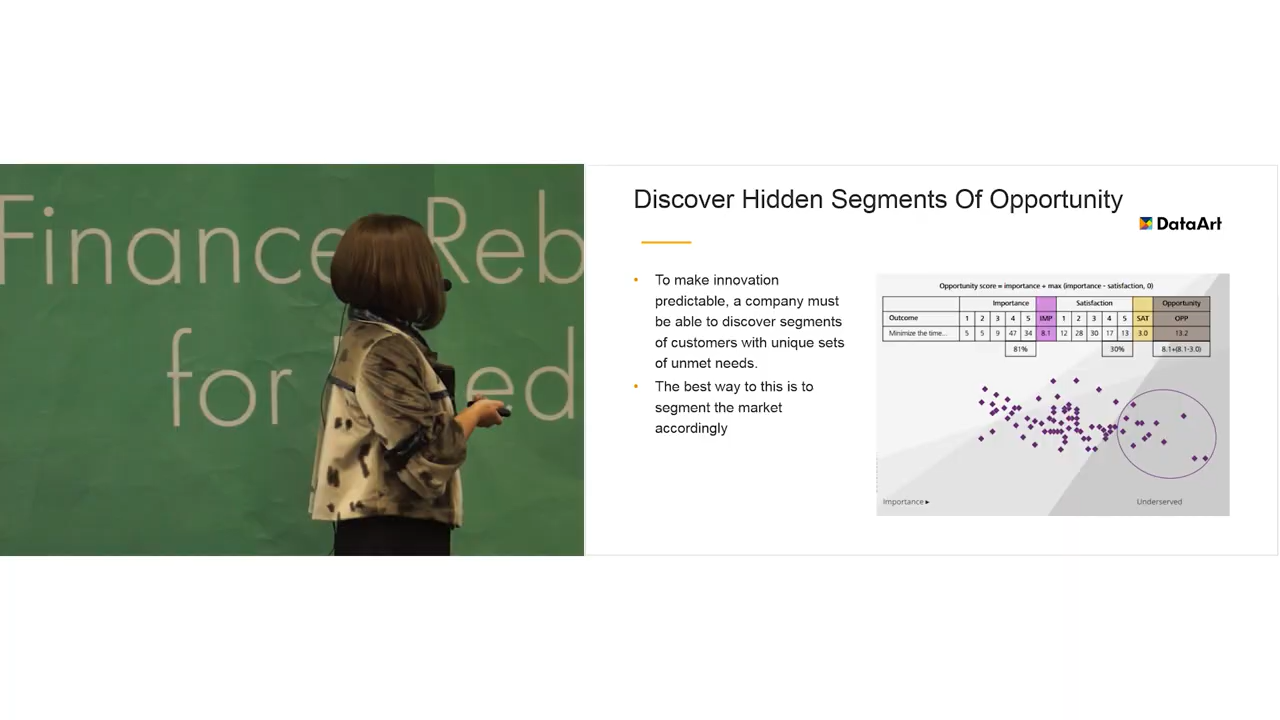 Finance Reb
for ed
Discover Hidden Segments Of Opportunity
DataArt
• To make innovation
predictable, a company must
be able to discover segments
of customers with unique sets
of unmet needs.
• The best way to this is to
segment the market
accordingly
Opportunity score = importance + max (importance - satisfaction, 0)
Importance Satisfaction Opportunity
Outcome 1 2 3 4 5 IMP 1 2 3 4 5 SAT OPP
Minimize the time... 5 5 9 47 34 8.1 12 28 30 17 13 3.0 13.2
81% 30% 8.1+(8.1-3.0)
Importance ▸ Underserved